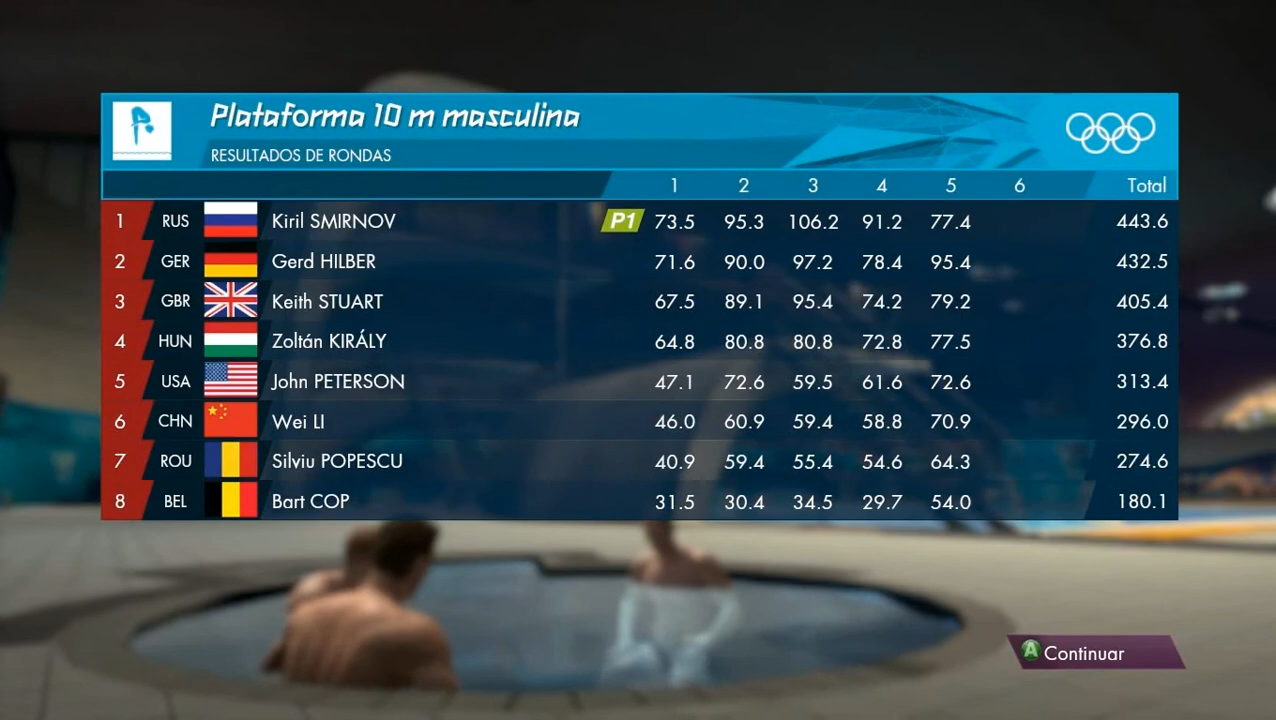 Plataforma 10 m masculina
RESULTADOS DE RONDAS
1 2 3 4 5 6 Total
1 RUS Kiril SMIRNOV P1 73.5 95.3 106.2 91.2 77.4 443.6
2 GER Gerd HILBER 71.6 90.0 97.2 78.4 95.4 432.5
3 GBR Keith STUART 67.5 89.1 95.4 74.2 79.2 405.4
4 HUN Zoltán KIRÁLY 64.8 80.8 80.8 72.8 77.5 376.8
5 USA John PETERSON 47.1 72.6 59.5 61.6 72.6 313.4
6 CHN Wei LI 46.0 60.9 59.4 58.8 70.9 296.0
7 ROU Silviu POPESCU 40.9 59.4 55.4 54.6 64.3 274.6
8 BEL Bart COP 31.5 30.4 34.5 29.7 54.0 180.1
A Continuar